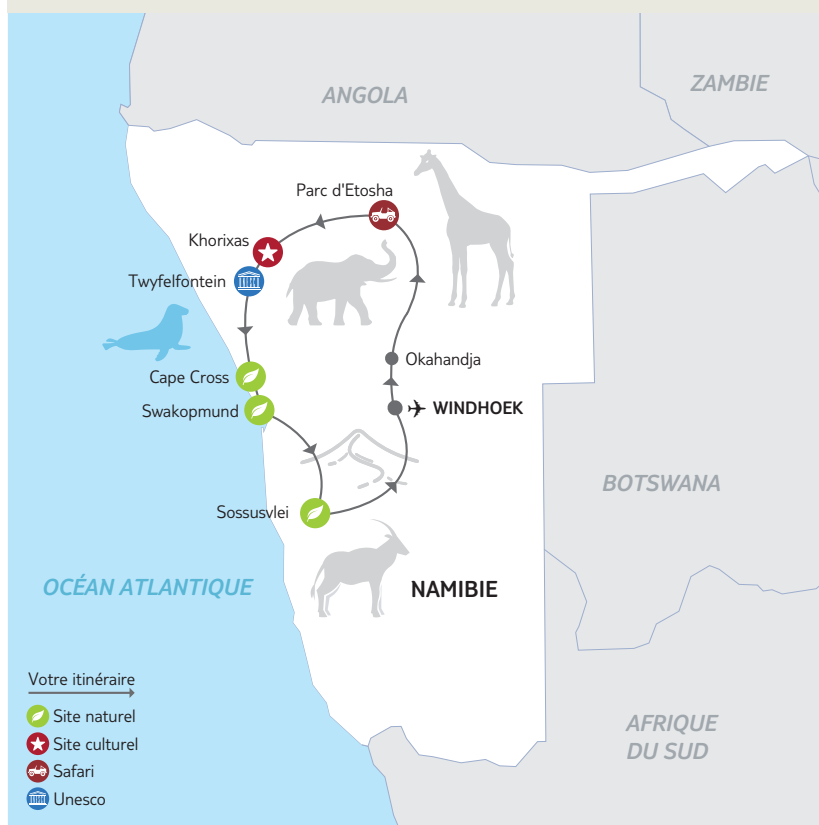 ANGOLA
ZAMBIE
Parc d'Etosha
Khorixas
Twyfelfontein
Okahandja
Cape Cross
Swakopmund
WINDHOEK
BOTSWANA
Sossusvlei
OCÉAN ATLANTIQUE
NAMIBIE
Votre itinéraire
Site naturel
Site culturel
Safari
Unesco
AFRIQUE
DU SUD